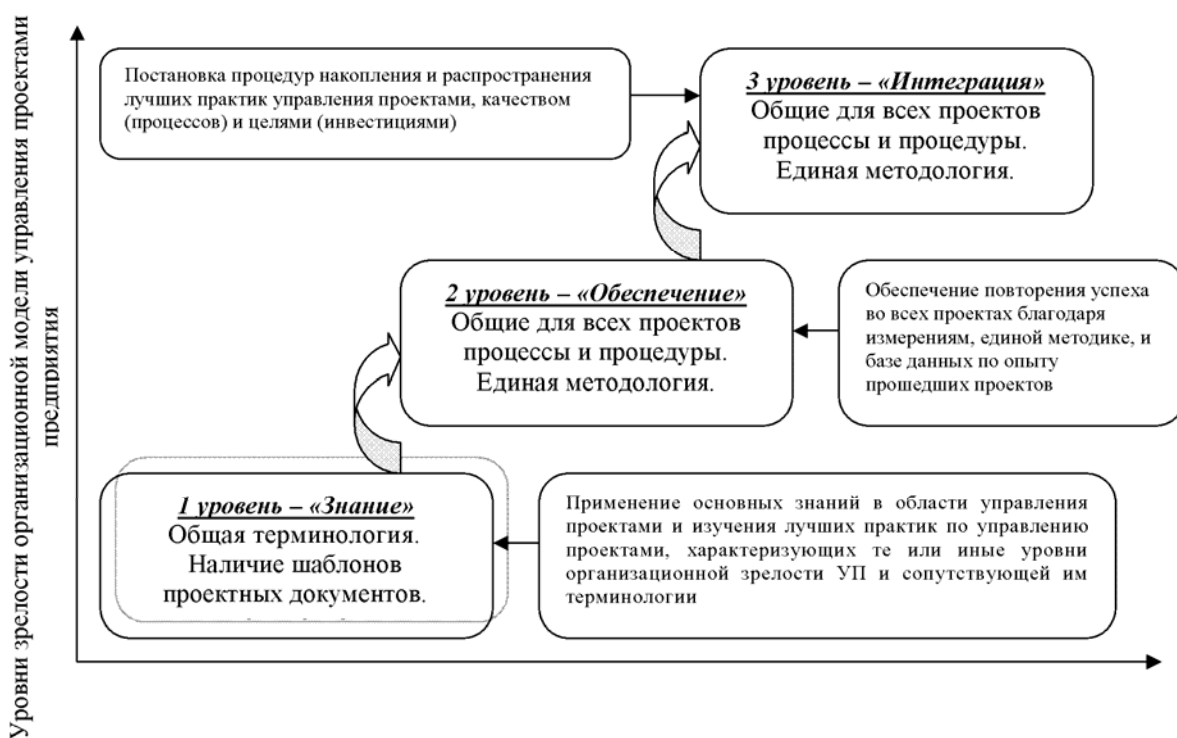 Уровни зрелости организационной модели управления проектами
предприятия
Постановка процедур накопления и распространения
лучших практик управления проектами, качеством
(процессов) и целями (инвестициями)
3 уровень – «Интеграция»
Общие для всех проектов
процессы и процедуры.
Единая методология.
2 уровень – «Обеспечение»
Общие для всех проектов
процессы и процедуры.
Единая методология.
Обеспечение повторения успеха
во всех проектах благодаря
измерениям, единой методике, и
базе данных по опыту
прошедших проектов
1 уровень – «Знание»
Общая терминология.
Наличие шаблонов
проектных документов.
Применение основных знаний в области управления
проектами и изучения лучших практик по управлению
проектами, характеризующих те или иные уровни
организационной зрелости УП и сопутствующей им
терминологии